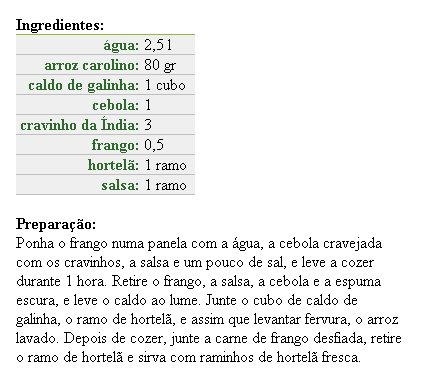 Ingredientes:
água: 2,5 l
arroz carolino: 80 gr
caldo de galinha: 1 cubo
cebola: 1
cravinho da Índia: 3
frango: 0,5
hortelã: 1 ramo
salsa: 1 ramo
Preparação:
Ponha o frango numa panela com a água, a cebola cravejada
com os cravinhos, a salsa e um pouco de sal, e leve a cozer
durante 1 hora. Retire o frango, a salsa, a cebola e a espuma
escura, e leve o caldo ao lume. Junte o cubo de caldo de
galinha, o ramo de hortelã, e assim que levantar fervura, o arroz
lavado. Depois de cozer, junte a carne de frango desfiada, retire
o ramo de hortelã e sirva com raminhos de hortelã fresca.